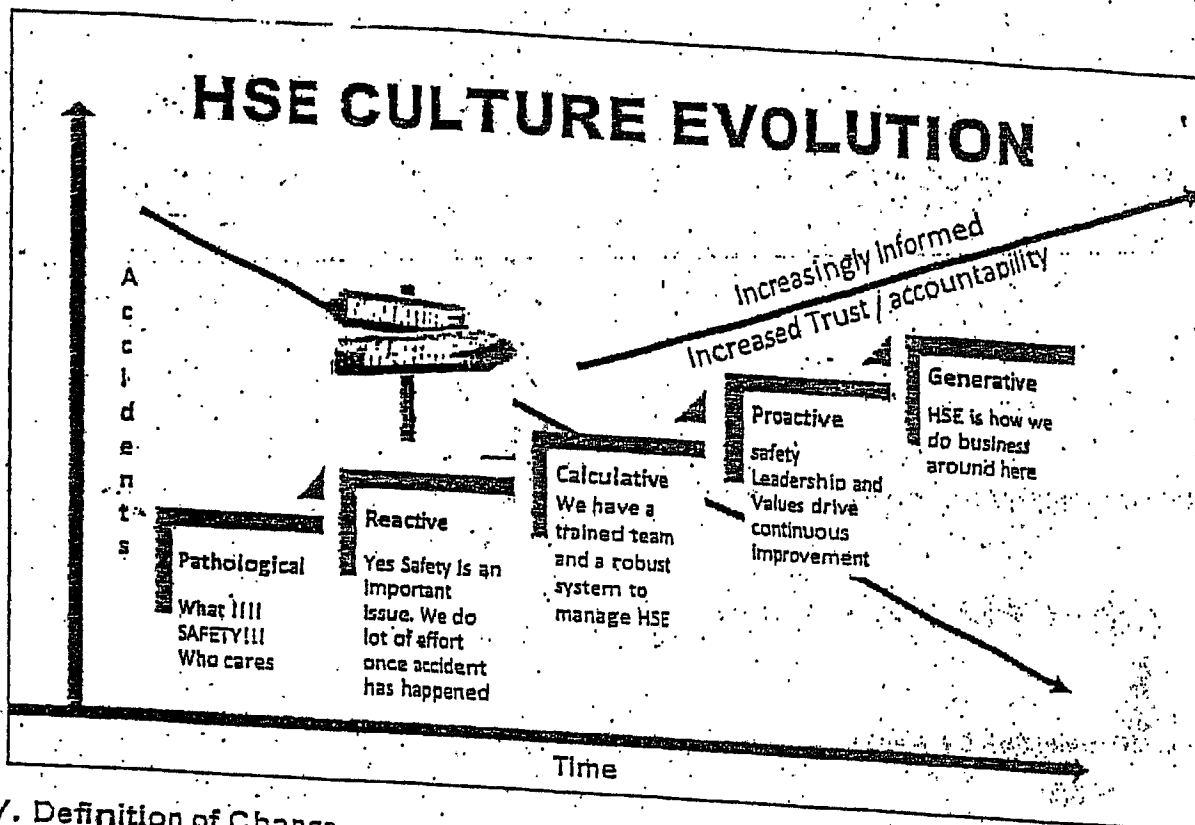 HSE CULTURE EVOLUTION
Accidents
Increasingly Informed
Increased Trust / accountability
Pathological
What !!!!
SAFETY!!!
Who cares
Reactive
Yes Safety is an
Important
Issue. We do
lot of effort
once accident
has happened
Calculative
We have a
trained team
and a robust
system to
manage HSE
Proactive
safety
Leadership and
Values drive
continuous
improvement
Generative
HSE is how we
do business
around here
Time
Definition of Change